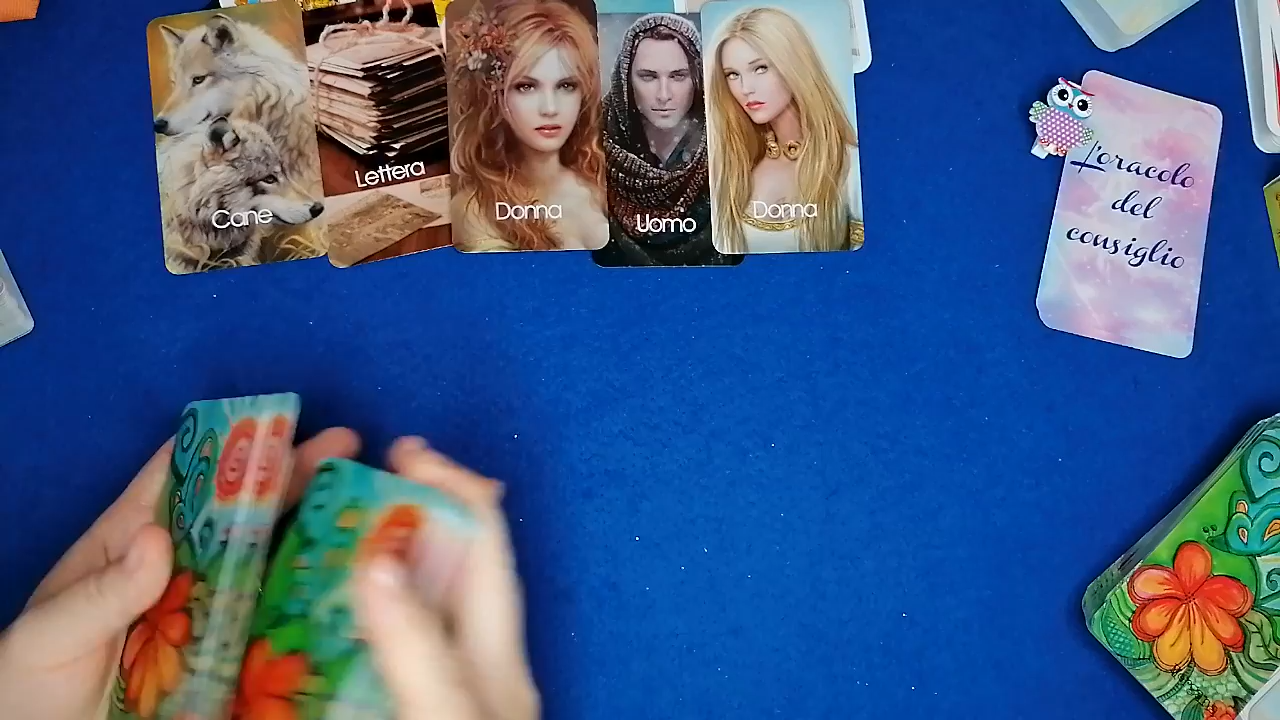 Cane
Lettera
Donna
Uomo
Donna
L'oracolo
del
consiglio